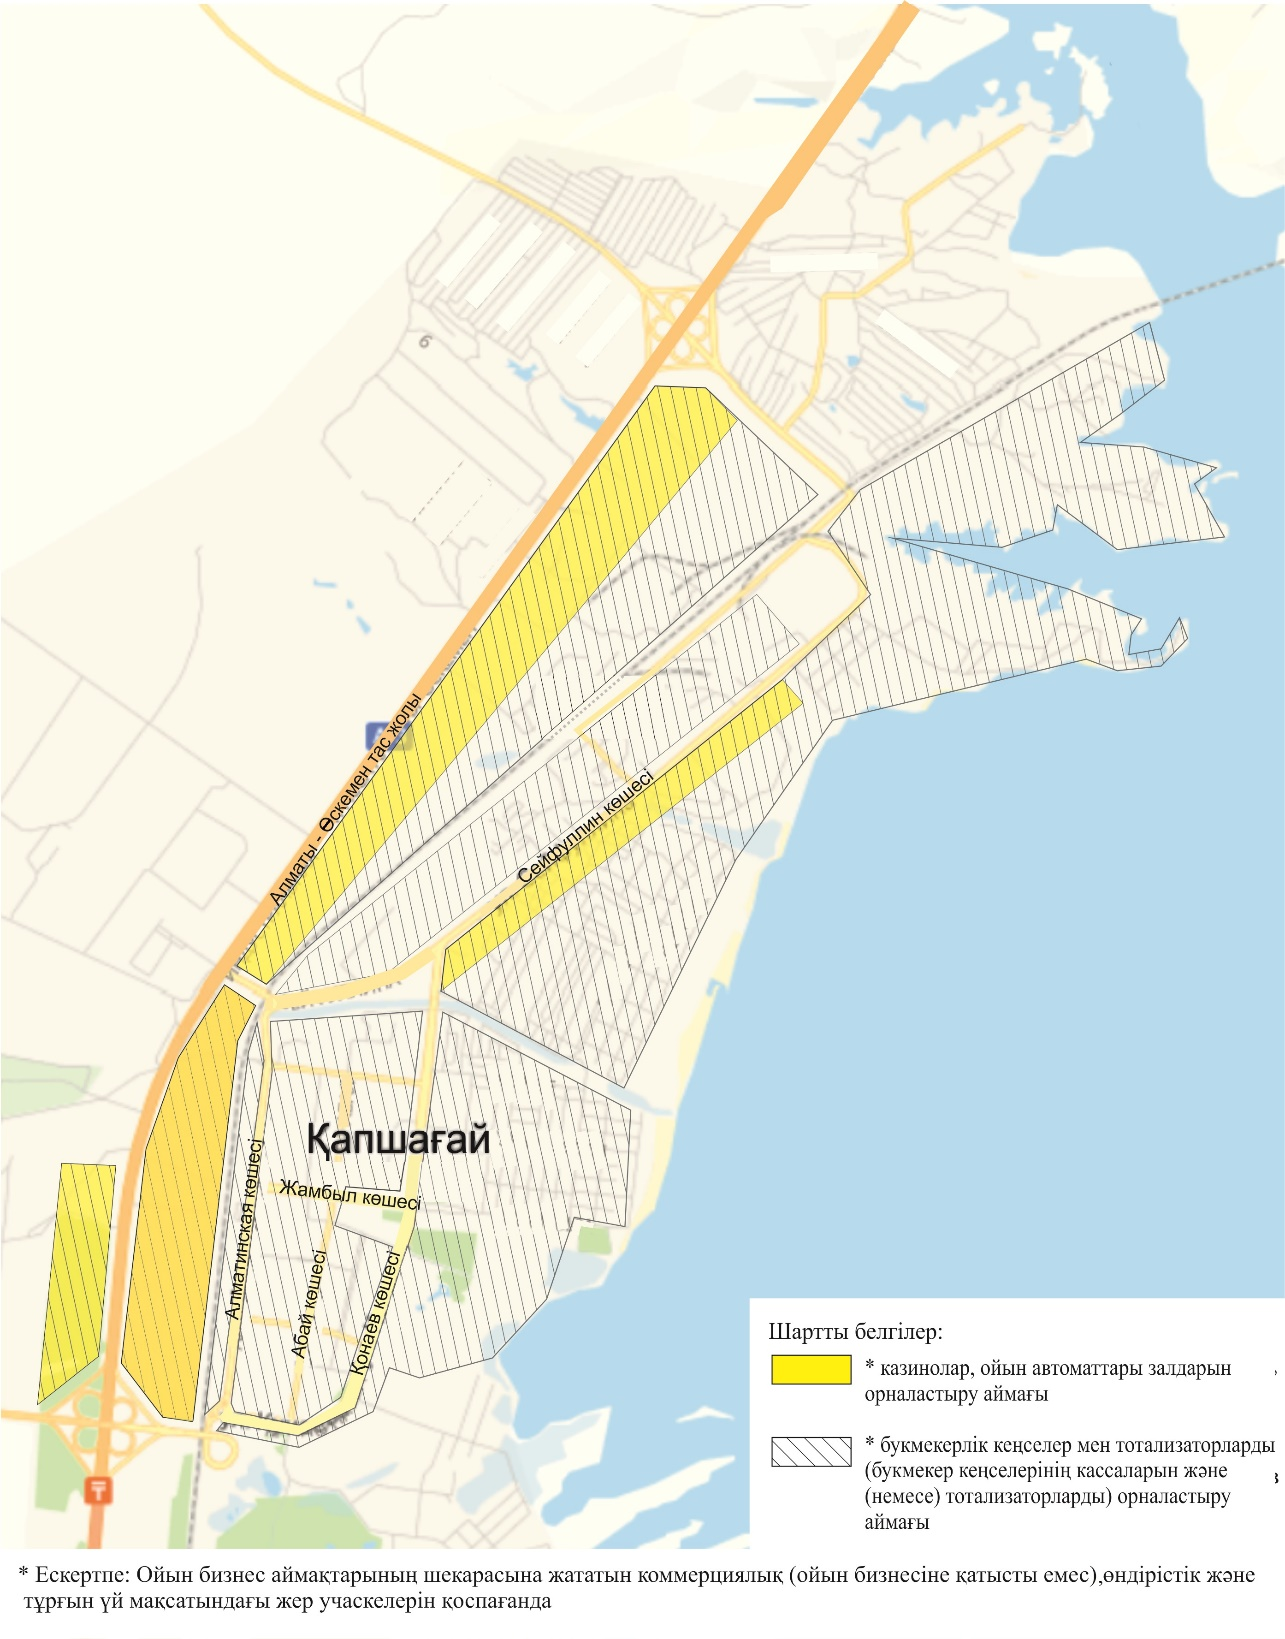 6
Алматы - Өскемен тас жолы
Сейфуллин көшесі
Қапшағай
Жамбыл көшесі
Алматинская көшесі
Абай көшесі
Қонаев көшесі
Шартты белгілер:
* казинолар, ойын автоматтары залдарын
орналастыру аймағы
* букмекерлік кеңселер мен тотализаторларды
(букмекер кеңселерінің кассаларын және
(немесе) тотализаторларды) орналастыру
аймағы
* Ескертпе: Ойын бизнес аймақтарының шекарасына жататын коммерциялық (ойын бизнесіне қатысты емес),өндірістік және
тұрғын үй мақсатындағы жер учаскелерін қоспағанда